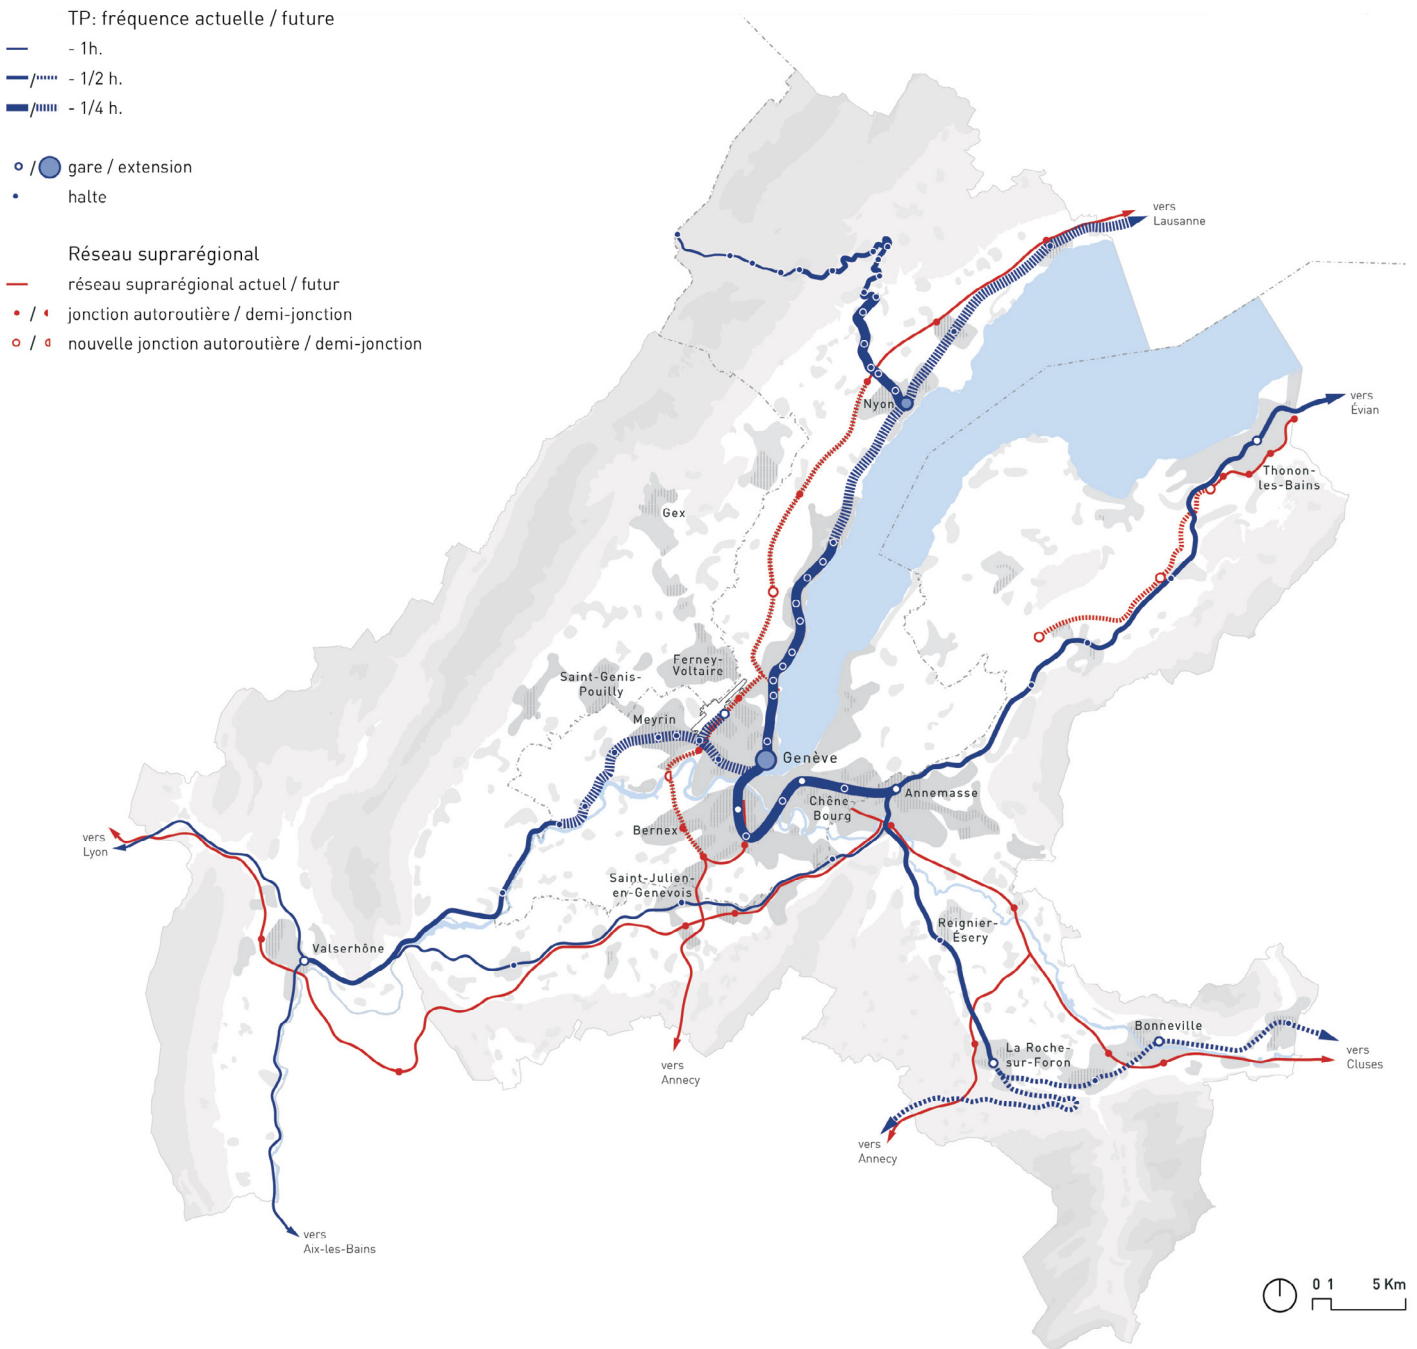 TP: fréquence actuelle / future
- 1h.
/ - 1/2 h.
/ - 1/4 h.
/ gare / extension
halte
Réseau suprarégional
réseau suprarégional actuel / futur
/ jonction autoroutière / demi-jonction
/ nouvelle jonction autoroutière / demi-jonction
vers
Lausanne
Nyon
vers
Évian
Thonon-
les-Bains
Gex
Ferney-
Voltaire
Saint-Genis-
Pouilly
Meyrin
Genève
Annemasse
Chêne-
Bourg
Bernex
vers
Lyon
Saint-Julien-
en-Genevois
Reignier-
Ésery
Valserhône
Bonneville
La Roche-
sur-Foron
vers
Cluses
vers
Annecy
vers
Annecy
vers
Aix-les-Bains
0 1 5 Km